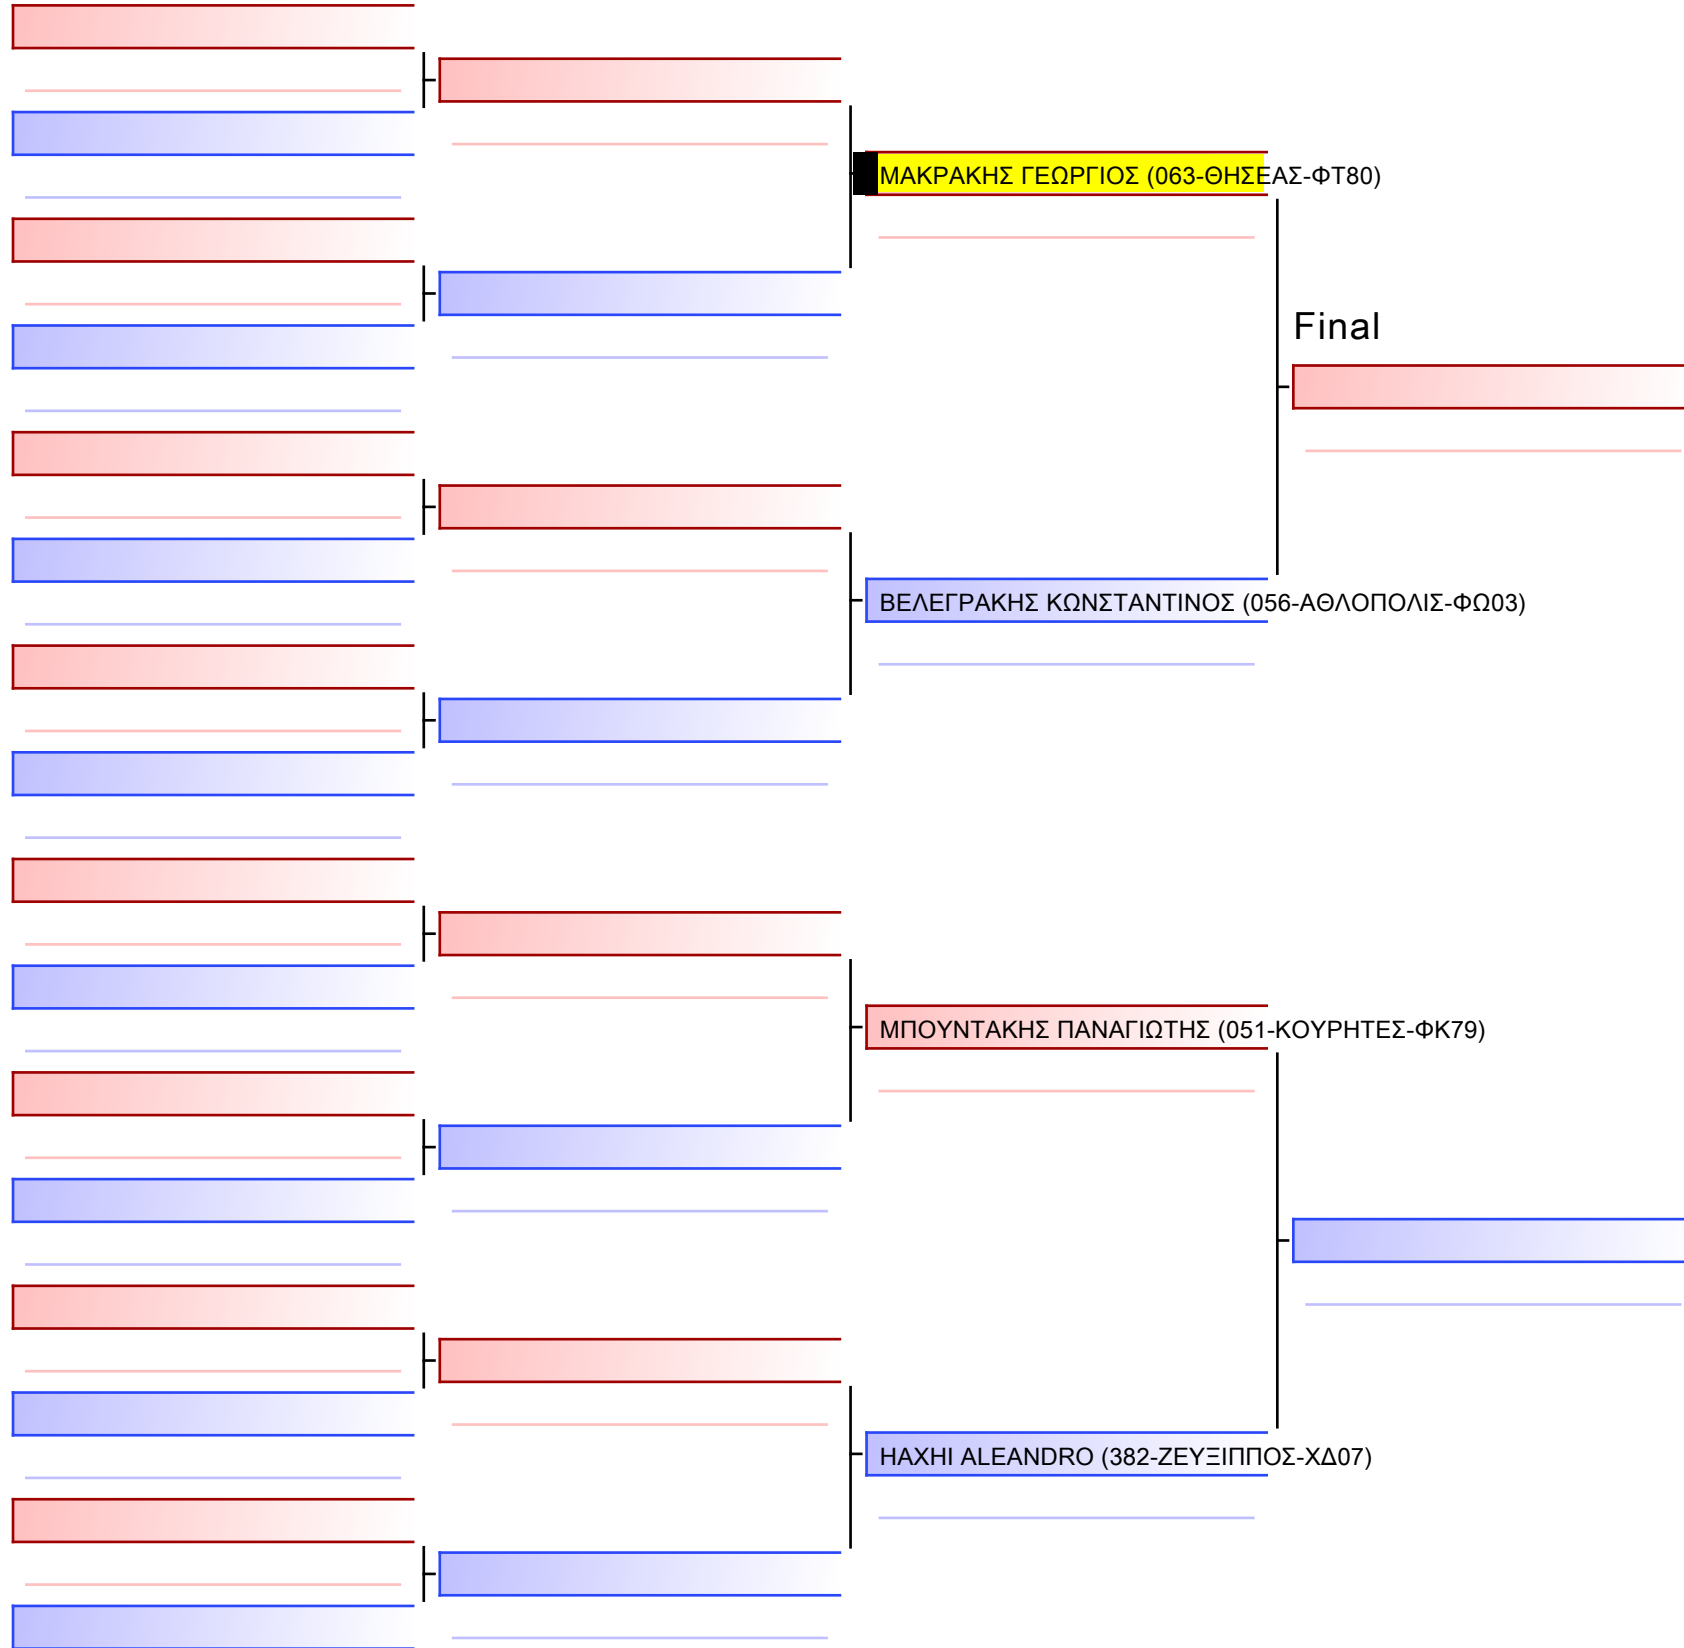 ΜΑΚΡΑΚΗΣ ΓΕΩΡΓΙΟΣ (063-ΘΗΣΕΑΣ-ΦΤ80)
Final
ΒΕΛΕΓΡΑΚΗΣ ΚΩΝΣΤΑΝΤΙΝΟΣ (056-ΑΘΛΟΠΟΛΙΣ-ΦΩ03)
ΜΠΟΥΝΤΑΚΗΣ ΠΑΝΑΓΙΩΤΗΣ (051-ΚΟΥΡΗΤΕΣ-ΦΚ79)
HAXHI ALEANDRO (382-ΖΕΥΞΙΠΠΟΣ-ΧΔ07)